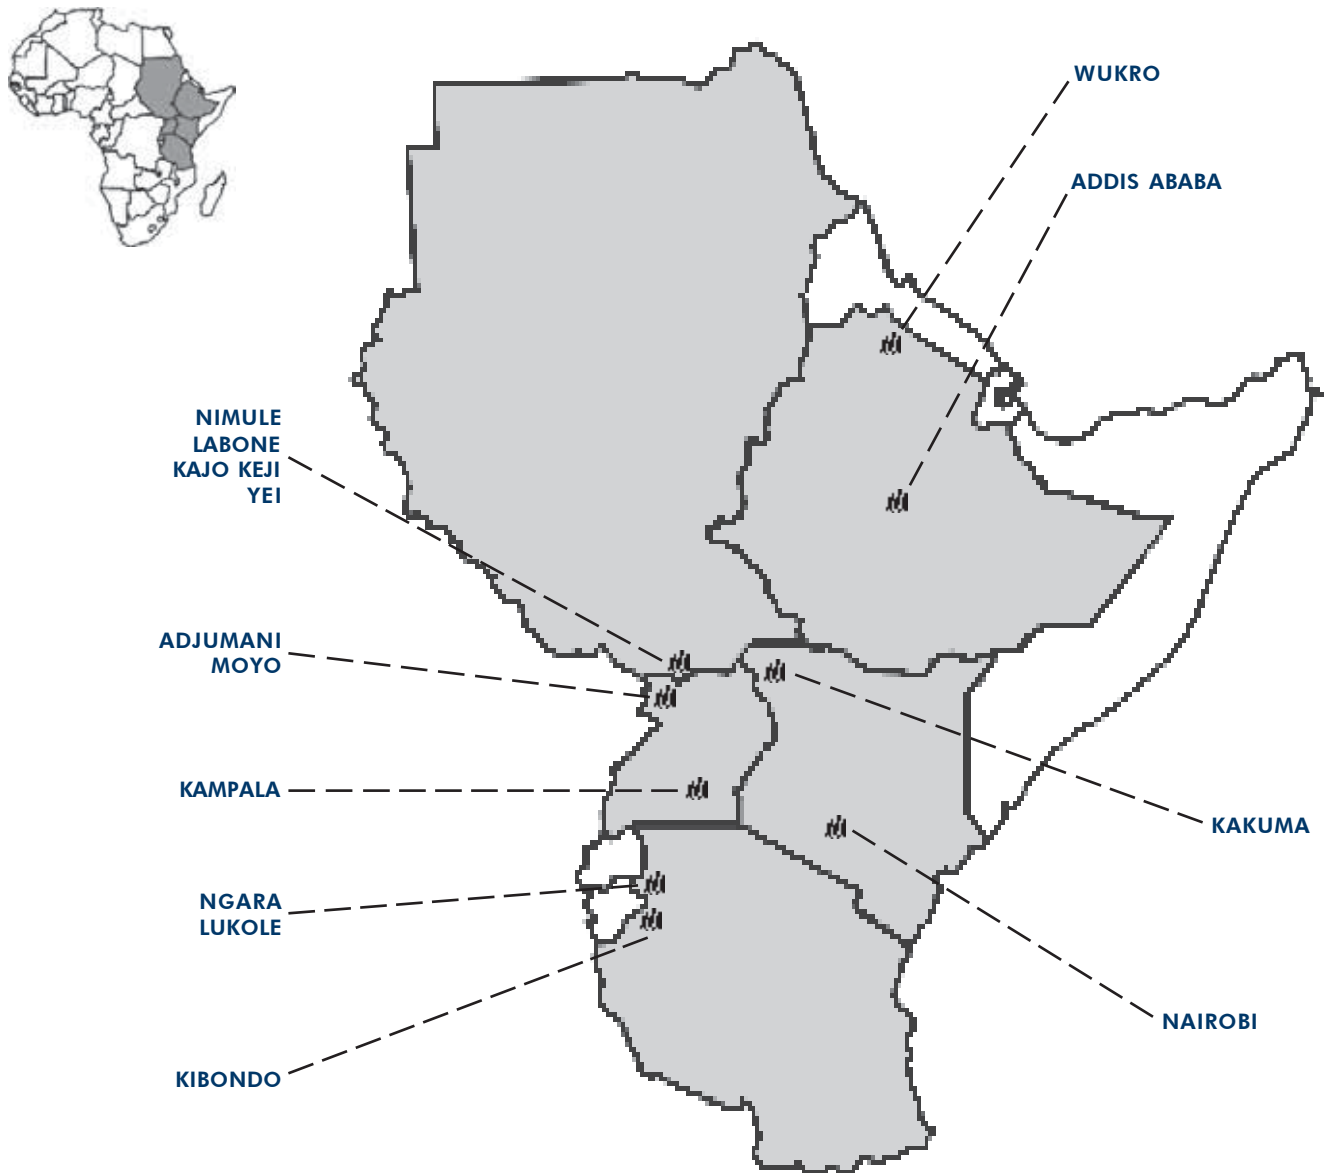 WUKRO
ADDIS ABABA
NIMULE
LABONE
KAJO KEJI
YEI
ADJUMANI
MOYO
KAMPALA
KAKUMA
NGARA
LUKOLE
NAIROBI
KIBONDO